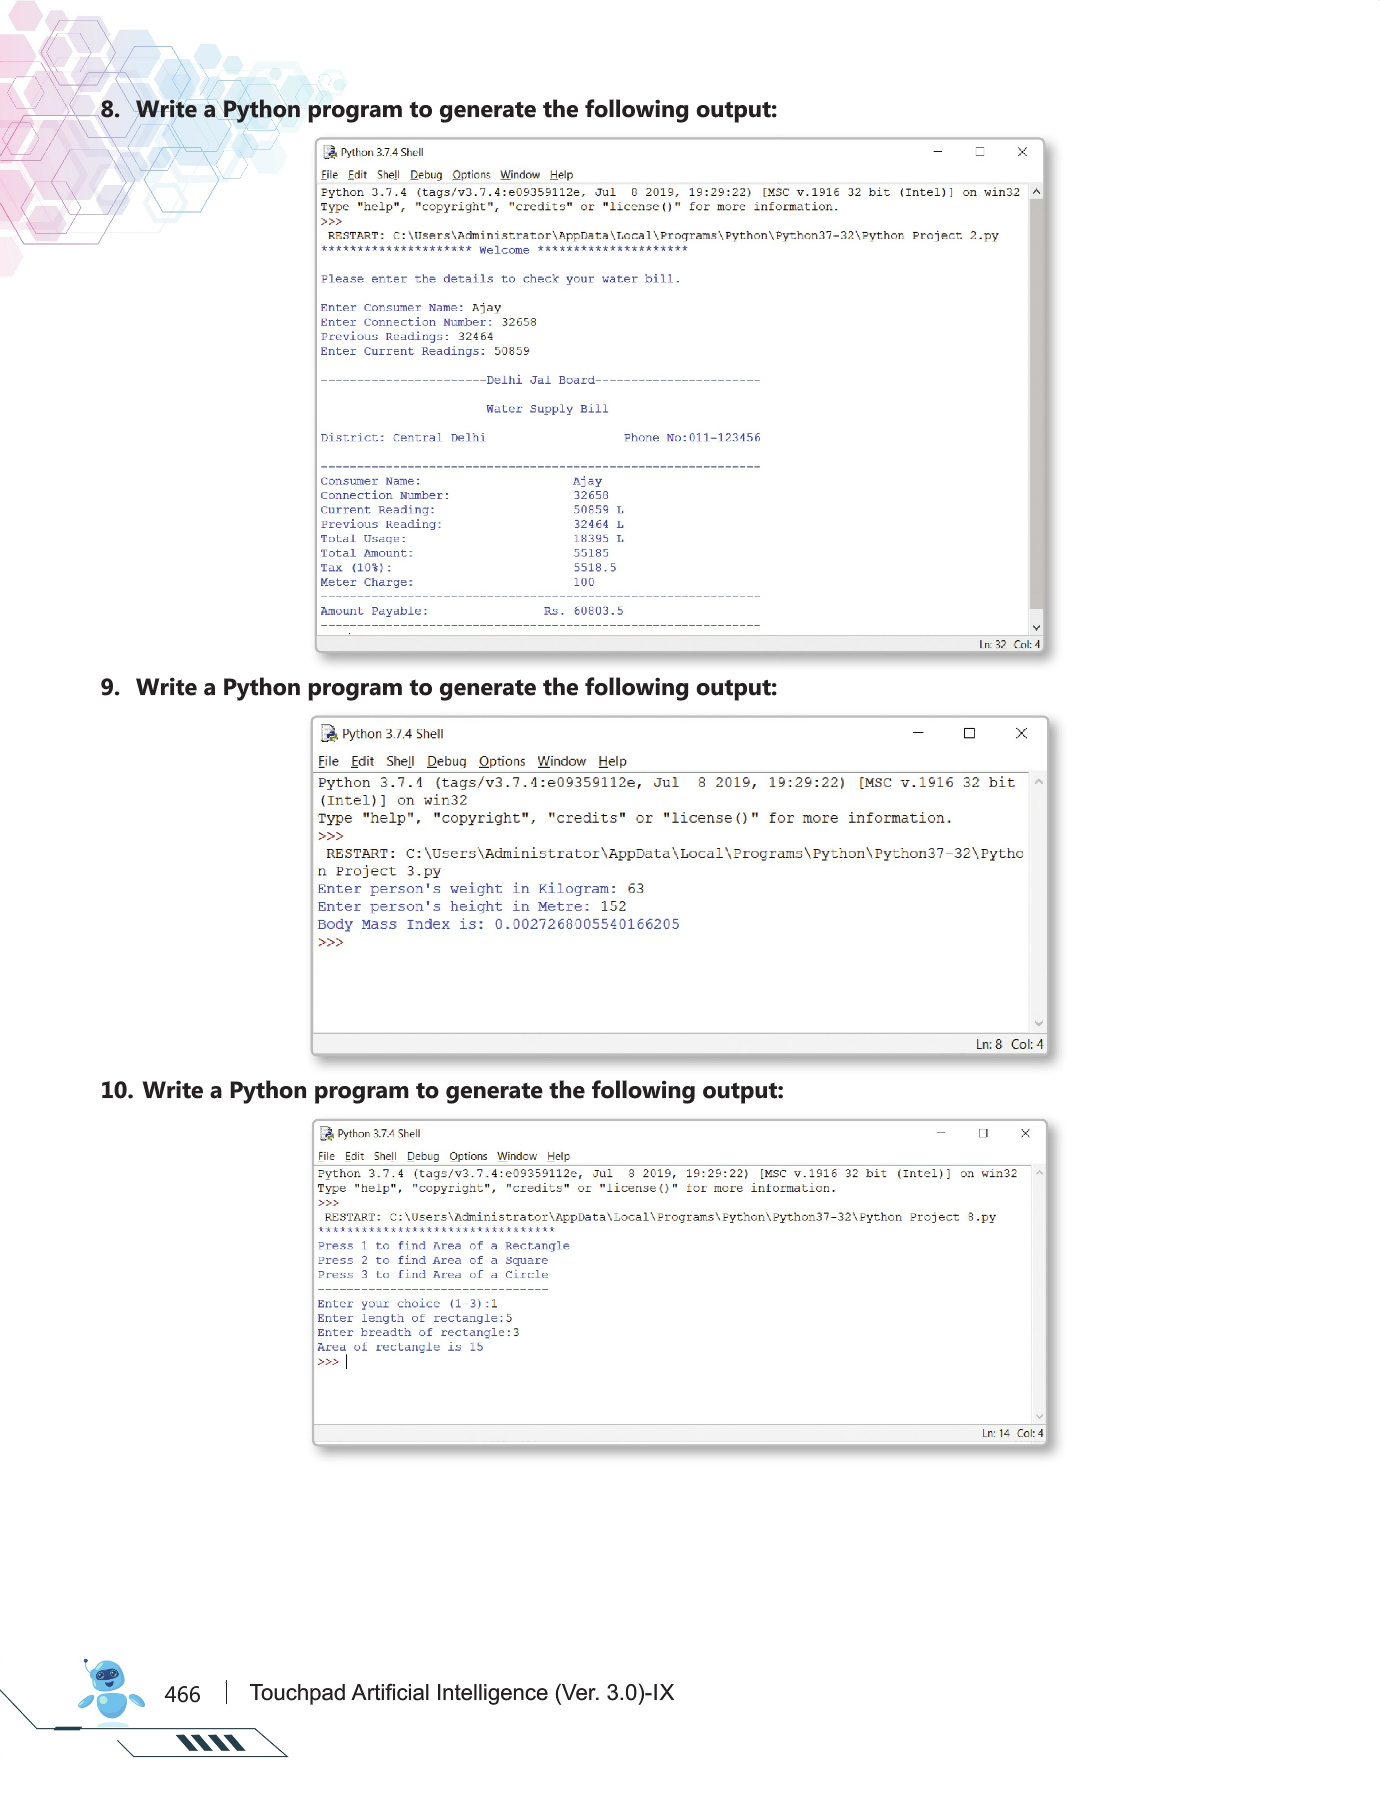 8. Write a Python program to generate the following output:
Python 3.7.4 Shell
File Edit Shell Debug Options Window Help
Python 3.7.4 (tags/v3.7.4:e09359112e, Jul  8 2019, 19:29:22) [MSC v.1916 32 bit (Intel)] on win32
Type "help", "copyright", "credits" or "license()" for more information.
>>>
RESTART: C:\Users\Administrator\AppData\Local\Programs\Python\Python37-32\Python Project 2.py
********************* Welcome *********************
Please enter the details to check your water bill.
Enter Consumer Name: Ajay
Enter Connection Number: 32658
Previous Readings: 32464
Enter Current Readings: 50859
-----------------------Delhi Jal Board-----------------------
Water Supply Bill
District: Central Delhi Phone No:011-123456
-------------------------------------------------------------
Consumer Name: Ajay
Connection Number: 32658
Current Reading: 50859 L
Previous Reading: 32464 L
Total Usage: 18395 L
Total Amount: 55185
Tax (10%): 5518.5
Meter Charge: 100
-------------------------------------------------------------
Amount Payable: Rs. 60803.5
-------------------------------------------------------------
Ln: 32 Col: 4
9. Write a Python program to generate the following output:
Python 3.7.4 Shell
File Edit Shell Debug Options Window Help
Python 3.7.4 (tags/v3.7.4:e09359112e, Jul  8 2019, 19:29:22) [MSC v.1916 32 bit
(Intel)] on win32
Type "help", "copyright", "credits" or "license()" for more information.
>>>
RESTART: C:\Users\Administrator\AppData\Local\Programs\Python\Python37-32\Pytho
n Project 3.py
Enter person's weight in Kilogram: 63
Enter person's height in Metre: 152
Body Mass Index is: 0.0027268005540166205
>>>
Ln: 8 Col: 4
10. Write a Python program to generate the following output:
Python 3.7.4 Shell
File Edit Shell Debug Options Window Help
Python 3.7.4 (tags/v3.7.4:e09359112e, Jul  8 2019, 19:29:22) [MSC v.1916 32 bit (Intel)] on win32
Type "help", "copyright", "credits" or "license()" for more information.
>>>
RESTART: C:\Users\Administrator\AppData\Local\Programs\Python\Python37-32\Python Project 8.py
*********************************
Press 1 to find Area of a Rectangle
Press 2 to find Area of a Square
Press 3 to find Area of a Circle
--------------------------------
Enter your choice (1-3):1
Enter length of rectangle:5
Enter breadth of rectangle:3
Area of rectangle is 15
>>>
Ln: 14 Col: 4
466 | Touchpad Artificial Intelligence (Ver. 3.0)-IX